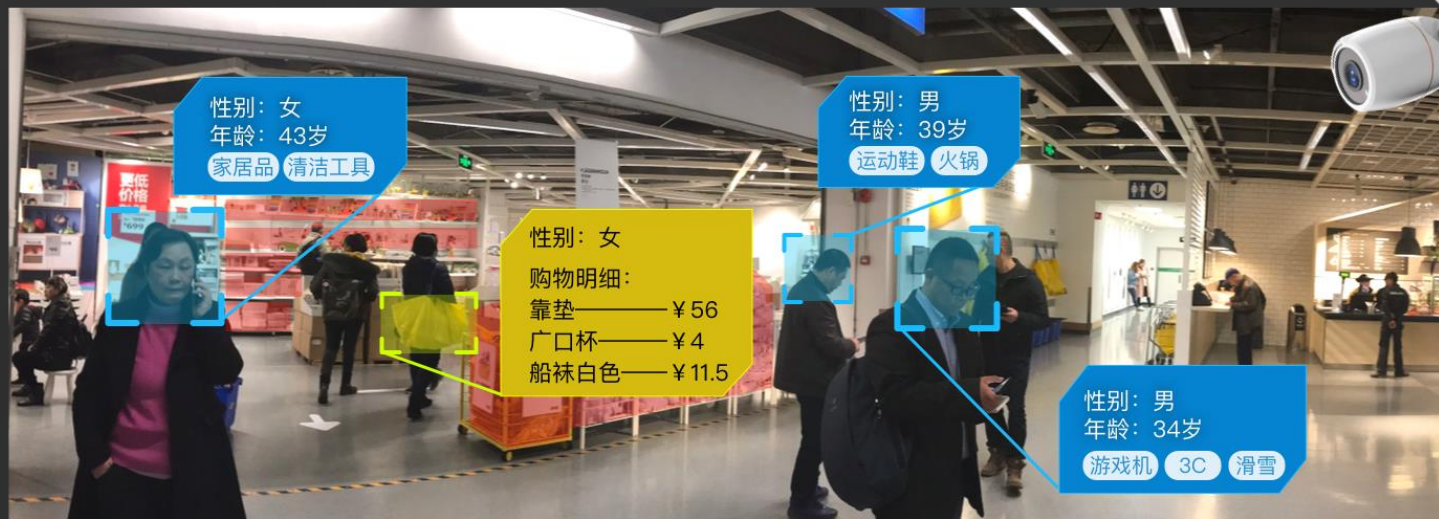 性别：女
年龄：43岁
家居品 清洁工具
性别：男
年龄：39岁
运动鞋 火锅
更低
价格
699
性别：女
购物明细：
靠垫———￥56
广口杯———￥4
船袜白色——￥11.5
性别：男
年龄：34岁
游戏机 3C 滑雪